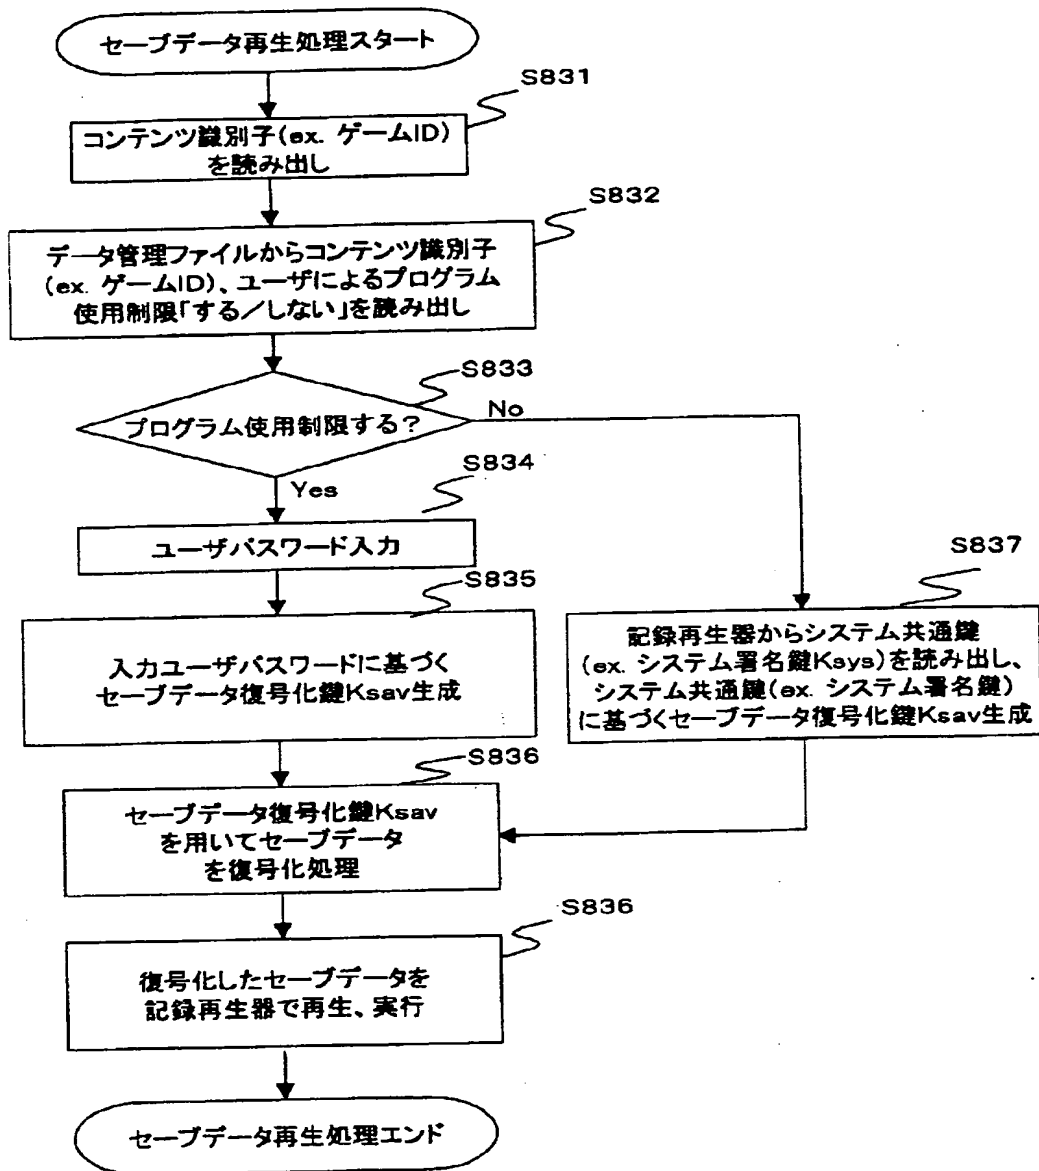 セーブデータ再生処理スタート
S831
コンテンツ識別子(ex. ゲームID)
を読み出し
S832
データ管理ファイルからコンテンツ識別子
(ex. ゲームID)、ユーザによるプログラム
使用制限「する/しない」を読み出し
S833
プログラム使用制限する?
No
Yes
S834
ユーザパスワード入力
S835
入力ユーザパスワードに基づく
セーブデータ復号化鍵Ksav生成
S837
記録再生器からシステム共通鍵
(ex. システム署名鍵Ksys)を読み出し、
システム共通鍵(ex. システム署名鍵)
に基づくセーブデータ復号化鍵Ksav生成
S836
セーブデータ復号化鍵Ksav
を用いてセーブデータ
を復号化処理
S836
復号化したセーブデータを
記録再生器で再生、実行
セーブデータ再生処理エンド